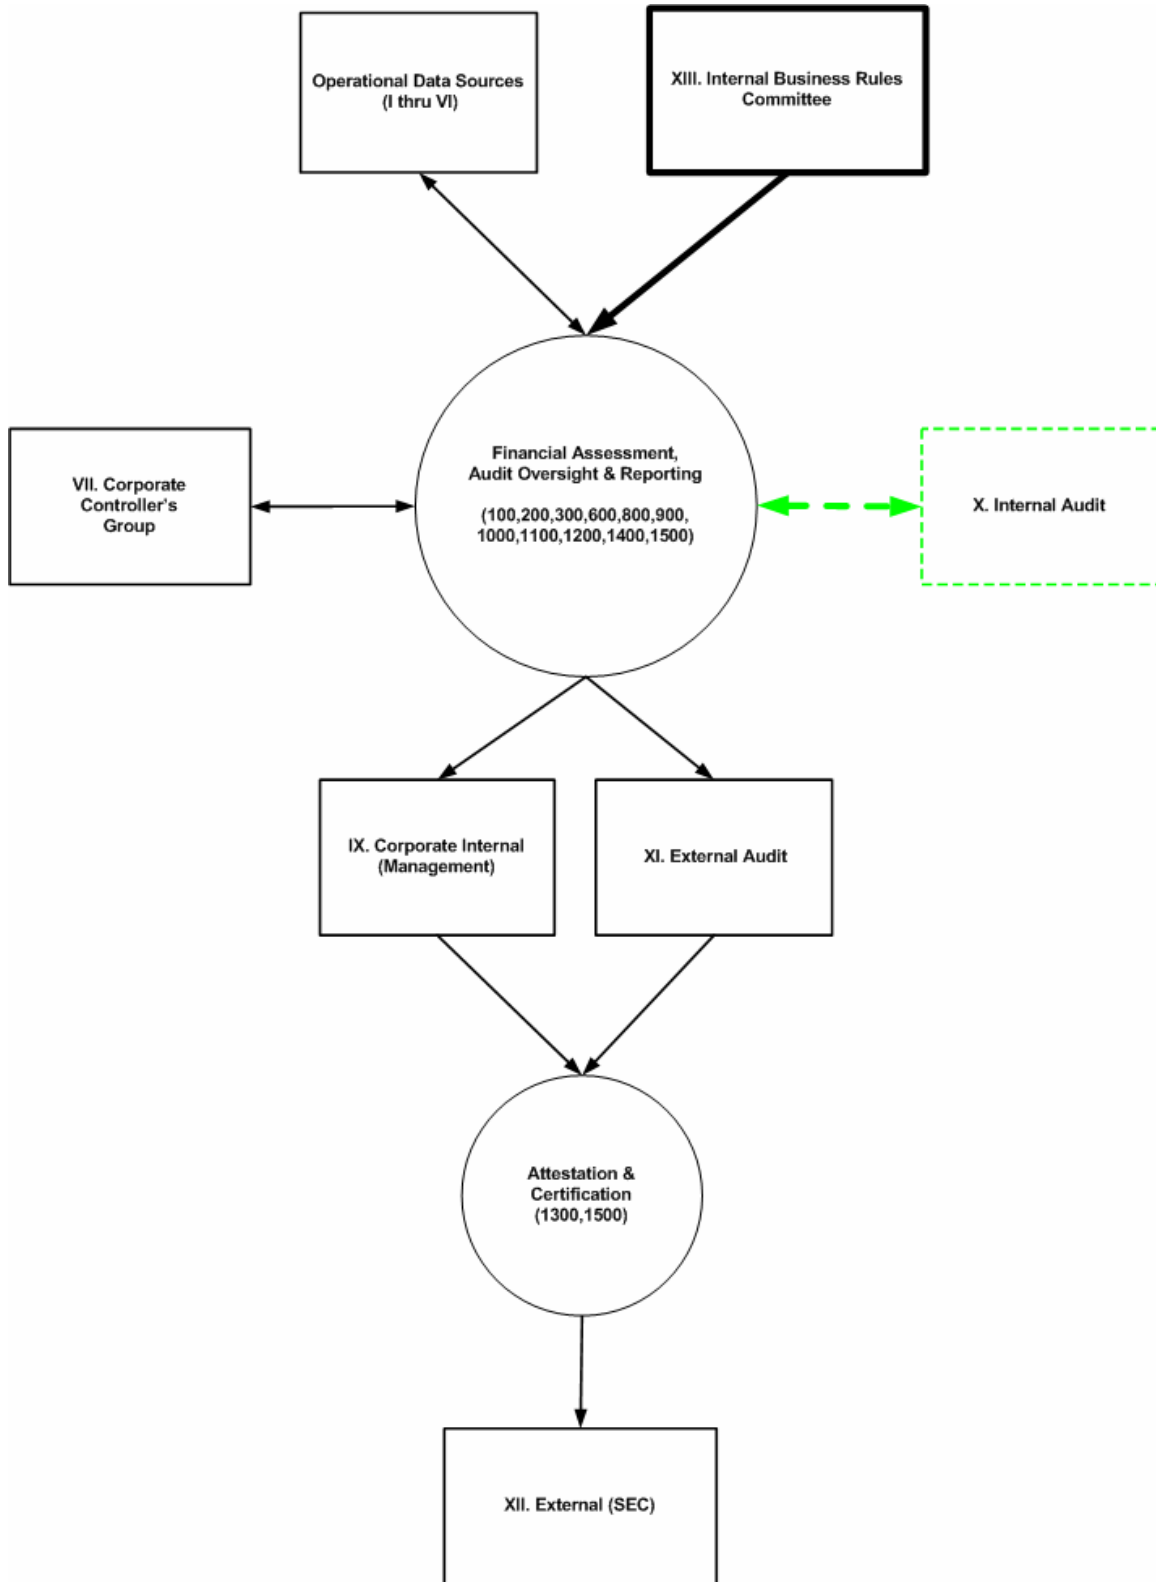 Operational Data Sources
(I thru VI)
XIII. Internal Business Rules
Committee
Financial Assessment,
Audit Oversight & Reporting
(100,200,300,600,800,900,
1000,1100,1200,1400,1500)
VII. Corporate
Controller's
Group
X. Internal Audit
IX. Corporate Internal
(Management)
XI. External Audit
Attestation &
Certification
(1300,1500)
XII. External (SEC)